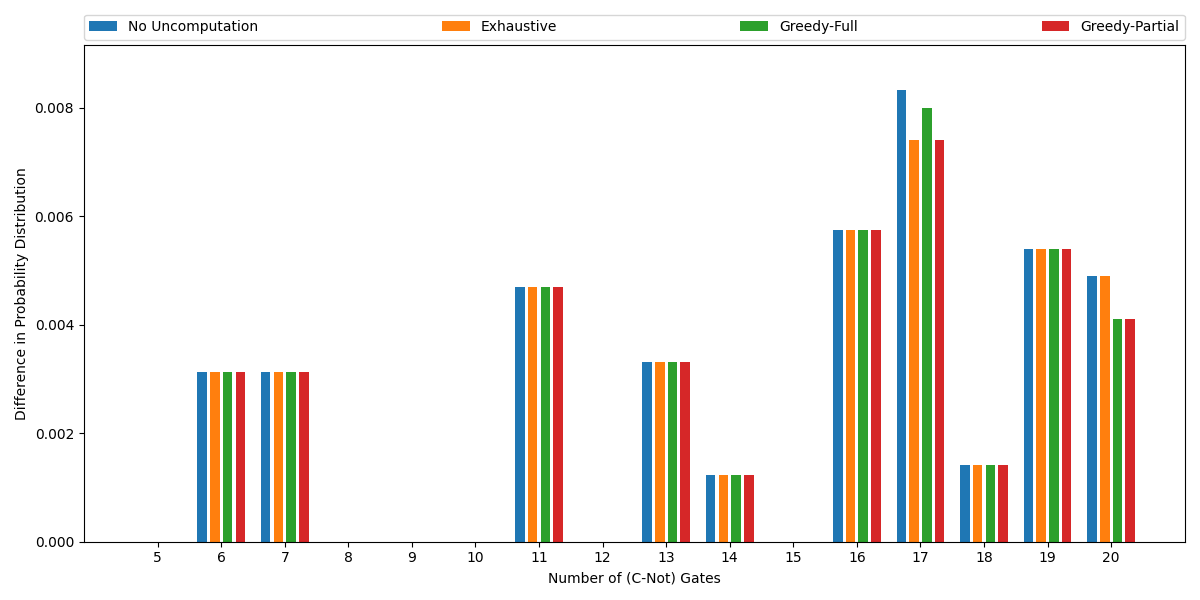 No Uncomputation Exhaustive Greedy-Full Greedy-Partial
Difference in Probability Distribution
0.008
0.006
0.004
0.002
0.000
5 6 7 8 9 10 11 12 13 14 15 16 17 18 19 20
Number of (C-Not) Gates